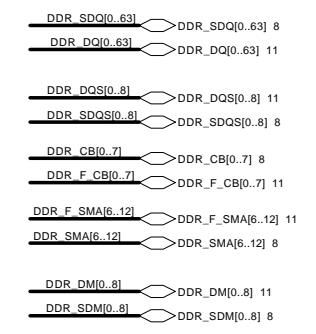 DDR_SDQ[0..63] DDR_SDQ[0..63] 8
DDR_DQ[0..63] DDR_DQ[0..63] 11
DDR_DQS[0..8] DDR_DQS[0..8] 11
DDR_SDQS[0..8] DDR_SDQS[0..8] 8
DDR_CB[0..7] DDR_CB[0..7] 8
DDR_F_CB[0..7] DDR_F_CB[0..7] 11
DDR_F_SMA[6..12] DDR_F_SMA[6..12] 11
DDR_SMA[6..12] DDR_SMA[6..12] 8
DDR_DM[0..8] DDR_DM[0..8] 11
DDR_SDM[0..8] DDR_SDM[0..8] 8